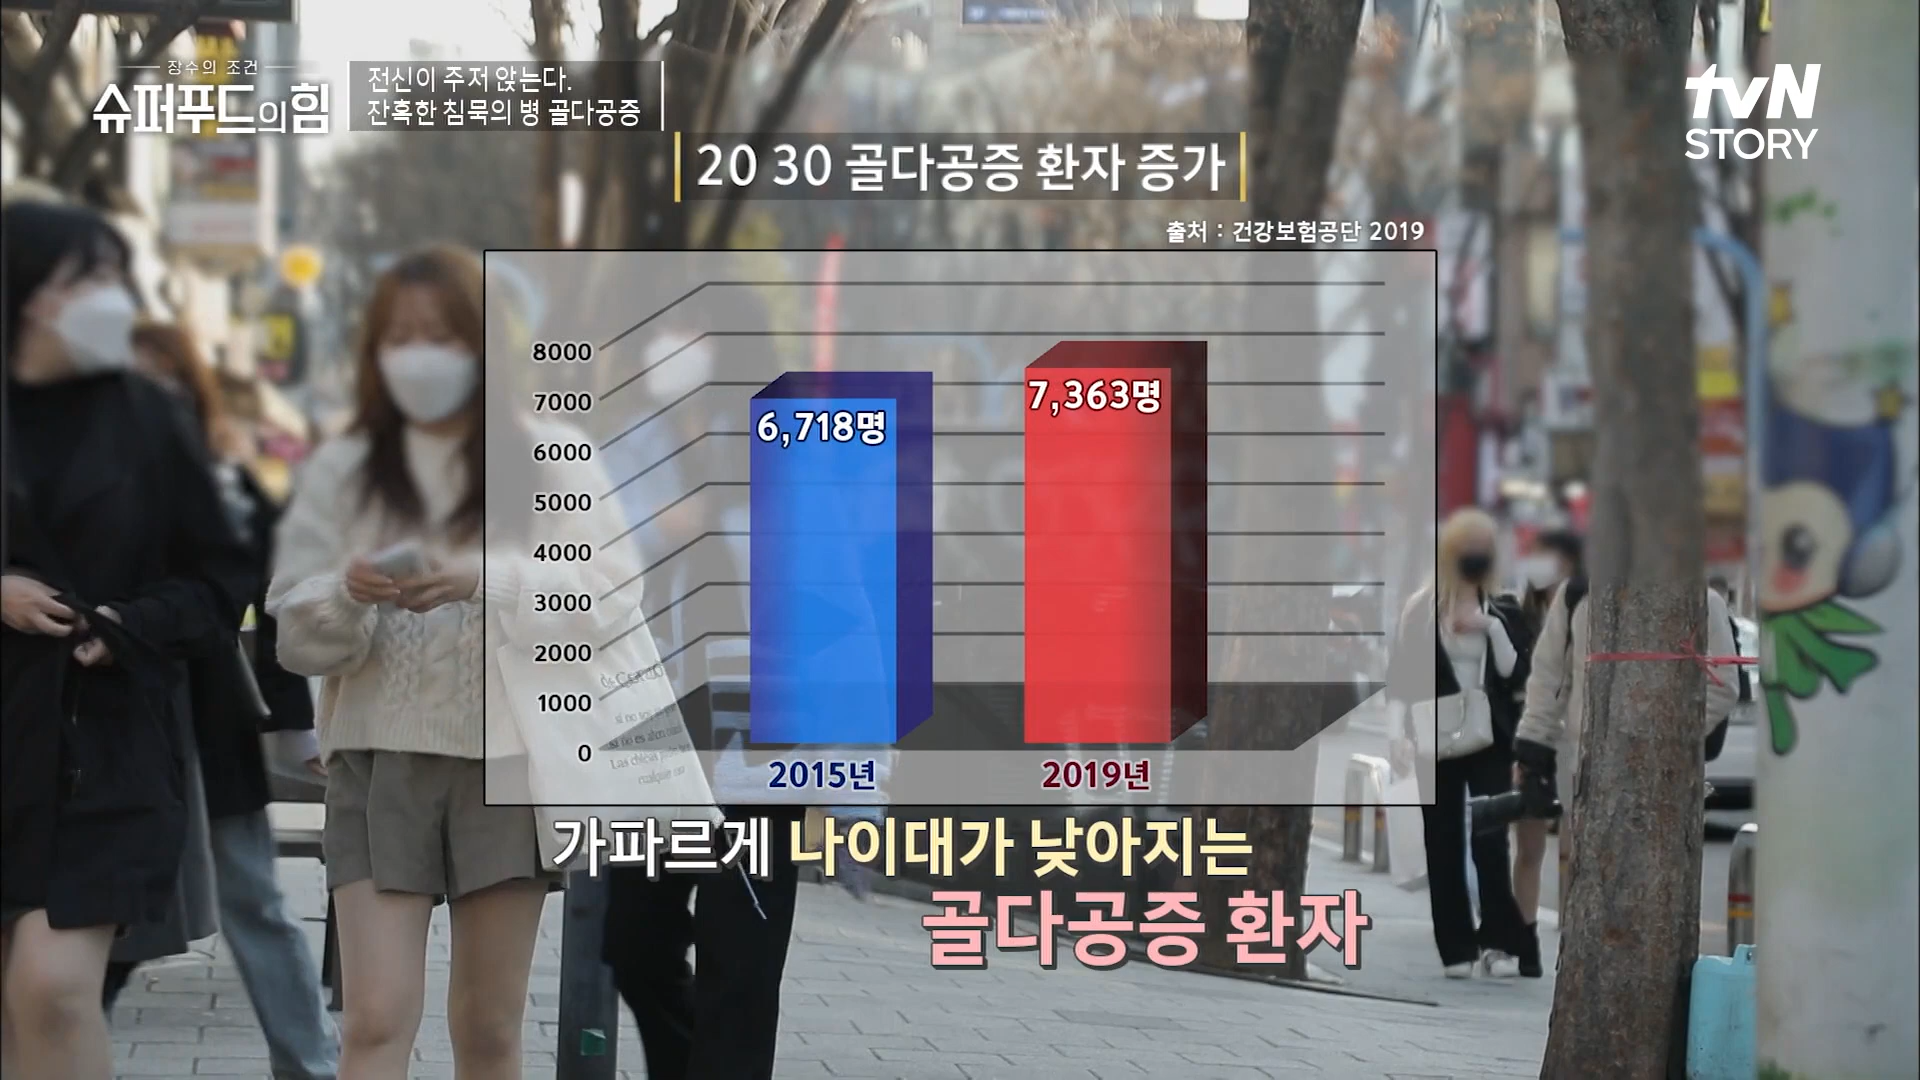 장수의 조건
슈퍼푸드의 힘
전신이 주저 앉는다.
잔혹한 침묵의 병 골다공증
tvN
STORY
20 30 골다공증 환자 증가
출처 : 건강보험공단 2019
8000
7000
6000
5000
4000
3000
2000
1000
0
6,718명
7,363명
2015년
2019년
가파르게 나이대가 낮아지는
골다공증 환자